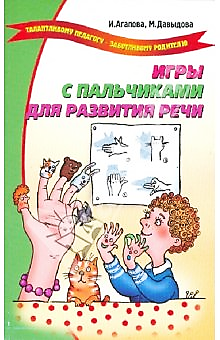 ТАЛАНТЛИВОМУ ПЕДАГОГУ - ЗАБОТЛИВОМУ РОДИТЕЛЮ
И.Агапова, М.Давыдова
ИГРЫ
С ПАЛЬЧИКАМИ
ДЛЯ РАЗВИТИЯ РЕЧИ